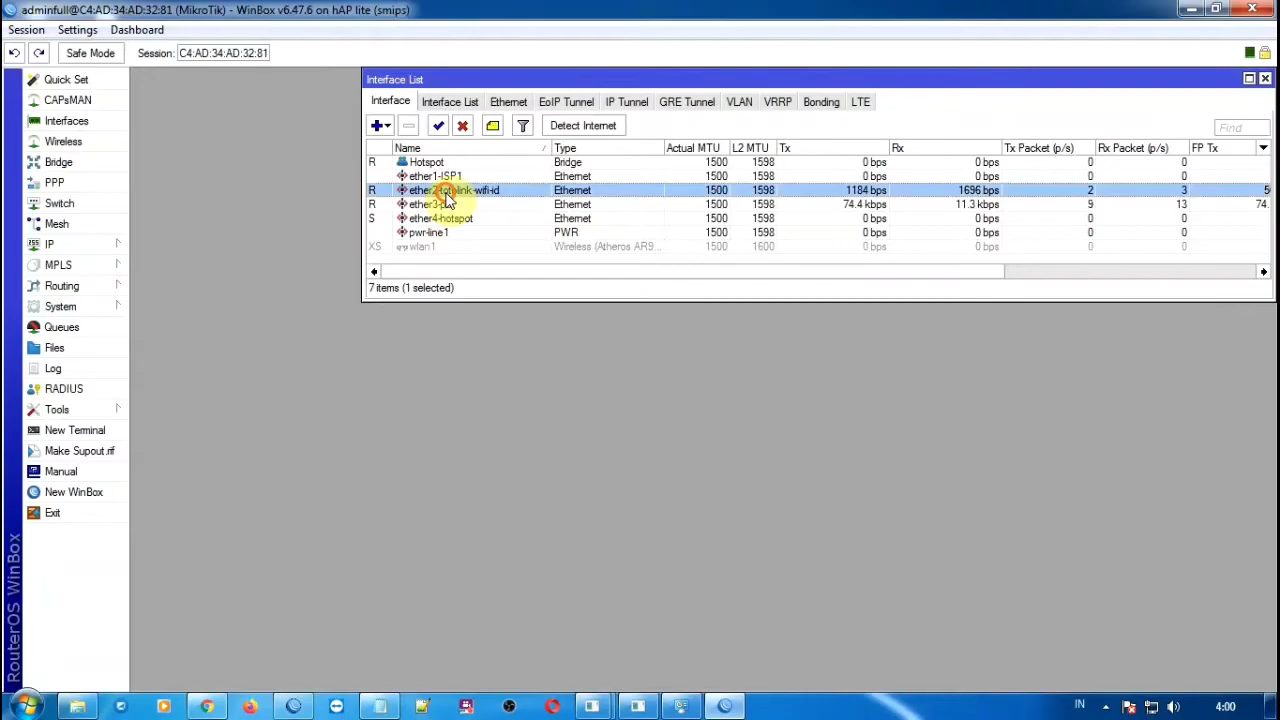 adminfull@C4:AD:34:AD:32:81 (MikroTik) - WinBox v6.47.6 on hAP lite (smips)
Session Settings Dashboard
Safe Mode Session: C4:AD:34:AD:32:81
Quick Set
CAPsMAN
Interfaces
Wireless
Bridge
PPP
Switch
Mesh
IP
MPLS
Routing
System
Queues
Files
Log
RADIUS
Tools
New Terminal
Make Supout.rif
Manual
New WinBox
Exit
RouterOS WinBox
Interface List
Interface Interface List Ethernet EoIP Tunnel IP Tunnel GRE Tunnel VLAN VRRP Bonding LTE
Detect Internet Find
Name Type Actual MTU L2 MTU Tx Rx Tx Packet (p/s) Rx Packet (p/s) FP Tx
R Hotspot Bridge 1500 1598 0 bps 0 bps 0 0
ether1-ISP1 Ethernet 1500 1598 0 bps 0 bps 0 0
R Ethernet 1500 1598 1184 bps 1696 bps 2 3
R Ethernet 1500 1598 74.4 kbps 11.3 kbps 9 13 74.
S ether4-hotspot Ethernet 1500 1598 0 bps 0 bps 0 0
pwr-line1 PWR 1500 1598 0 bps 0 bps 0 0
XS wlan1 Wireless (Atheros AR9... 1500 1600 0 bps 0 bps 0 0
7 items (1 selected)
IN 4:00